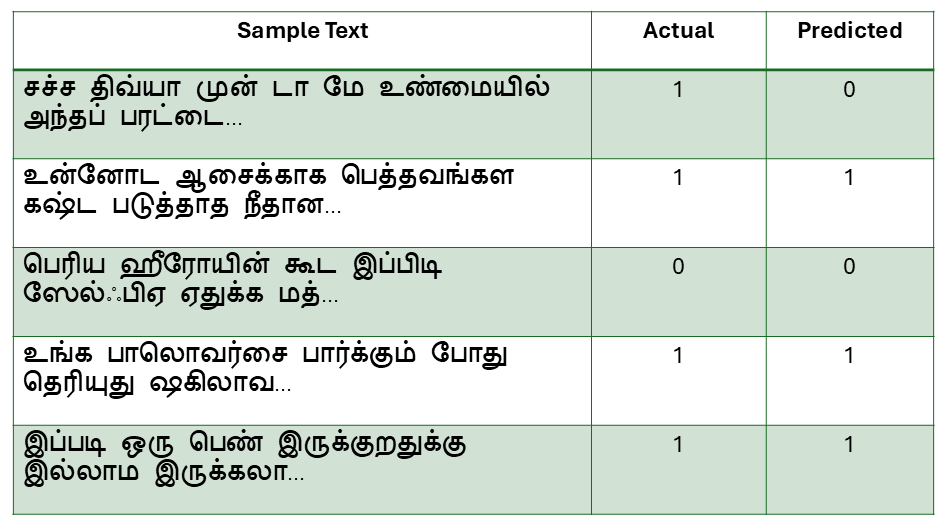 Sample Text Actual Predicted
சச்ச திவ்யா முன் டா மே உண்மையில் 1 0
அந்தப் பரட்டை...
உன்னோட ஆசைக்காக பெத்தவங்கள 1 1
கஷ்ட படுத்தாத நீதான...
பெரிய ஹீரோயின் கூட இப்பிடி 0 0
ஸேல்ஃபிஏ ஏதுக்க மத்...
உங்க பாலொவர்சை பார்க்கும் போது 1 1
தெரியுது ஷகிலாவ...
இப்படி ஒரு பெண் இருக்குறதுக்கு 1 1
இல்லாம இருக்கலா...